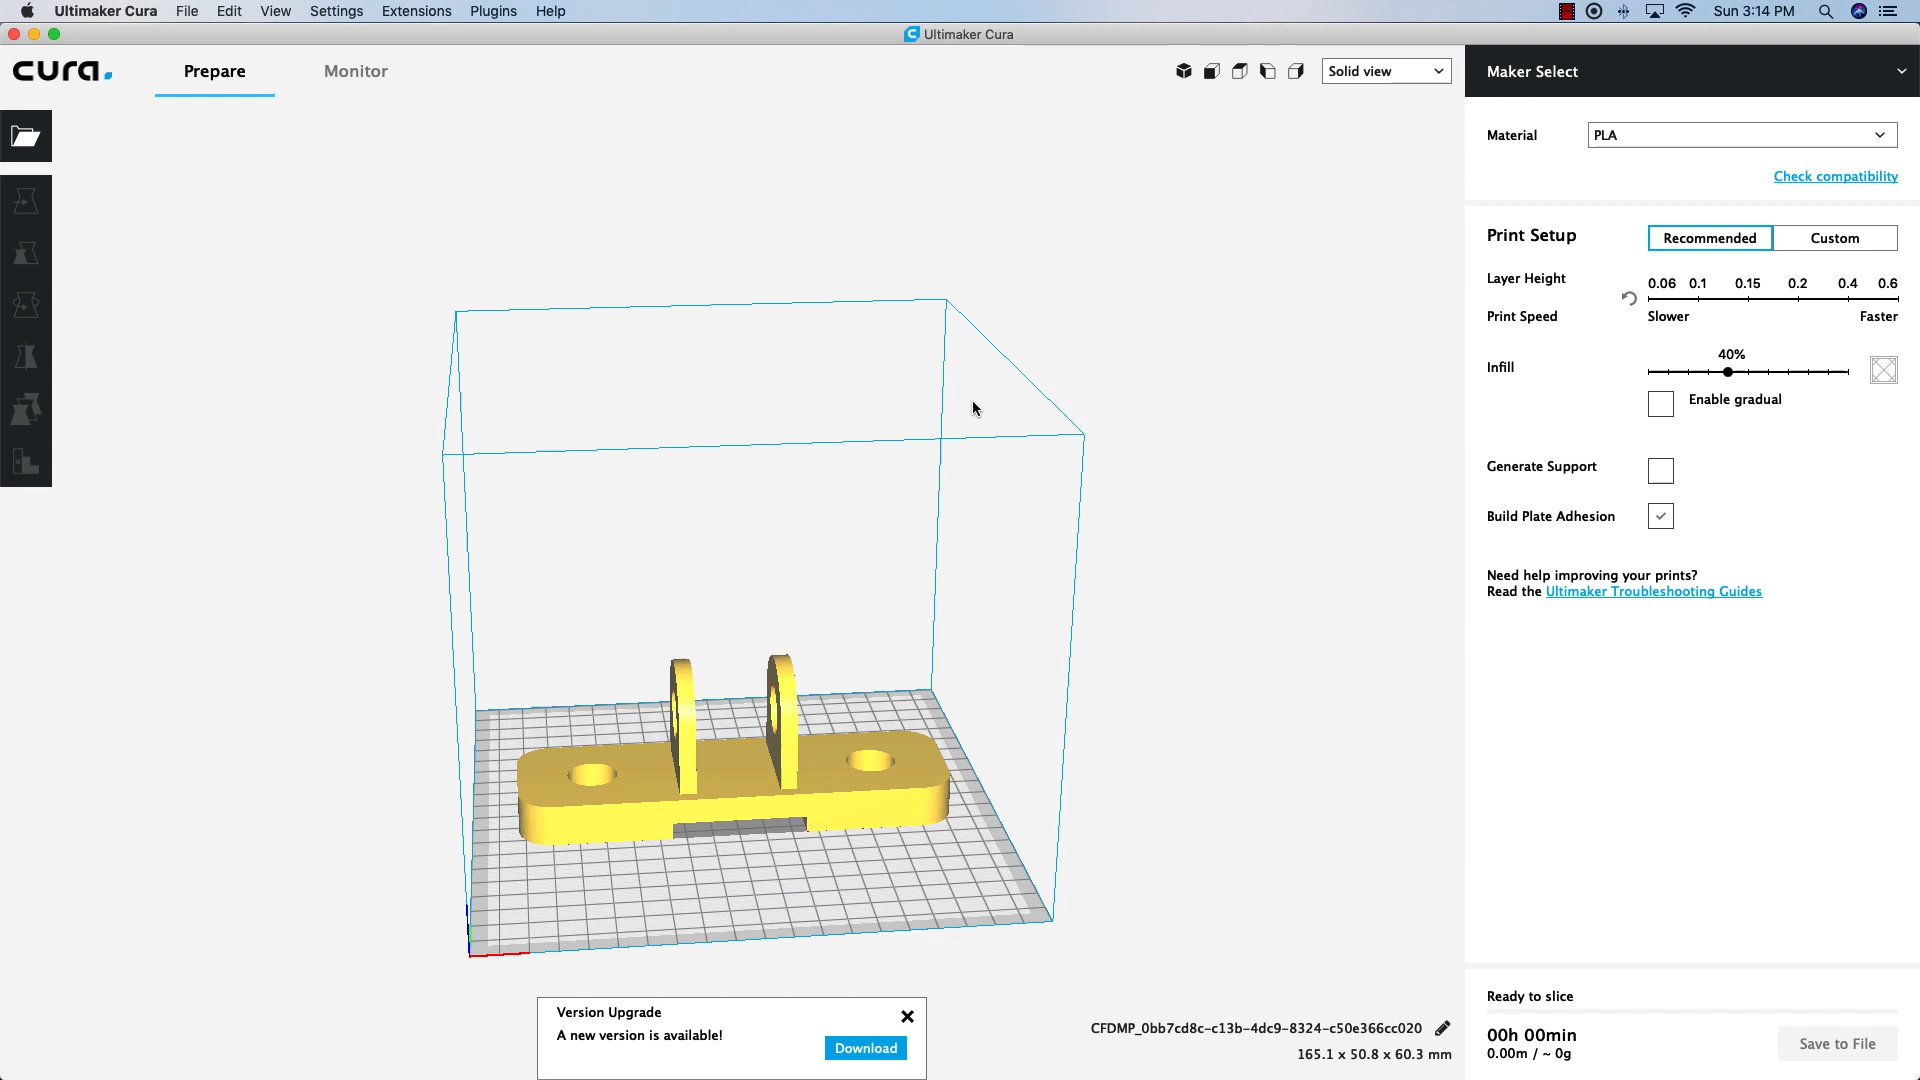 Ultimaker Cura File Edit View Settings Extensions Plugins Help Sun 3:14 PM
Ultimaker Cura
cura. Prepare Monitor Solid view Maker Select
Material PLA
Check compatibility
Print Setup Recommended Custom
Layer Height 0.06 0.1 0.15 0.2 0.4 0.6
Print Speed Slower Faster
40%
Infill
Enable gradual
Generate Support
Build Plate Adhesion
Need help improving your prints?
Read the Ultimaker Troubleshooting Guides
Version Upgrade
A new version is available!
Download
CFDMP_0bb7cd8c-c13b-4dc9-8324-c50e366cc020
165.1 x 50.8 x 60.3 mm
Ready to slice
00h 00min
0.00m / ~ 0g
Save to File